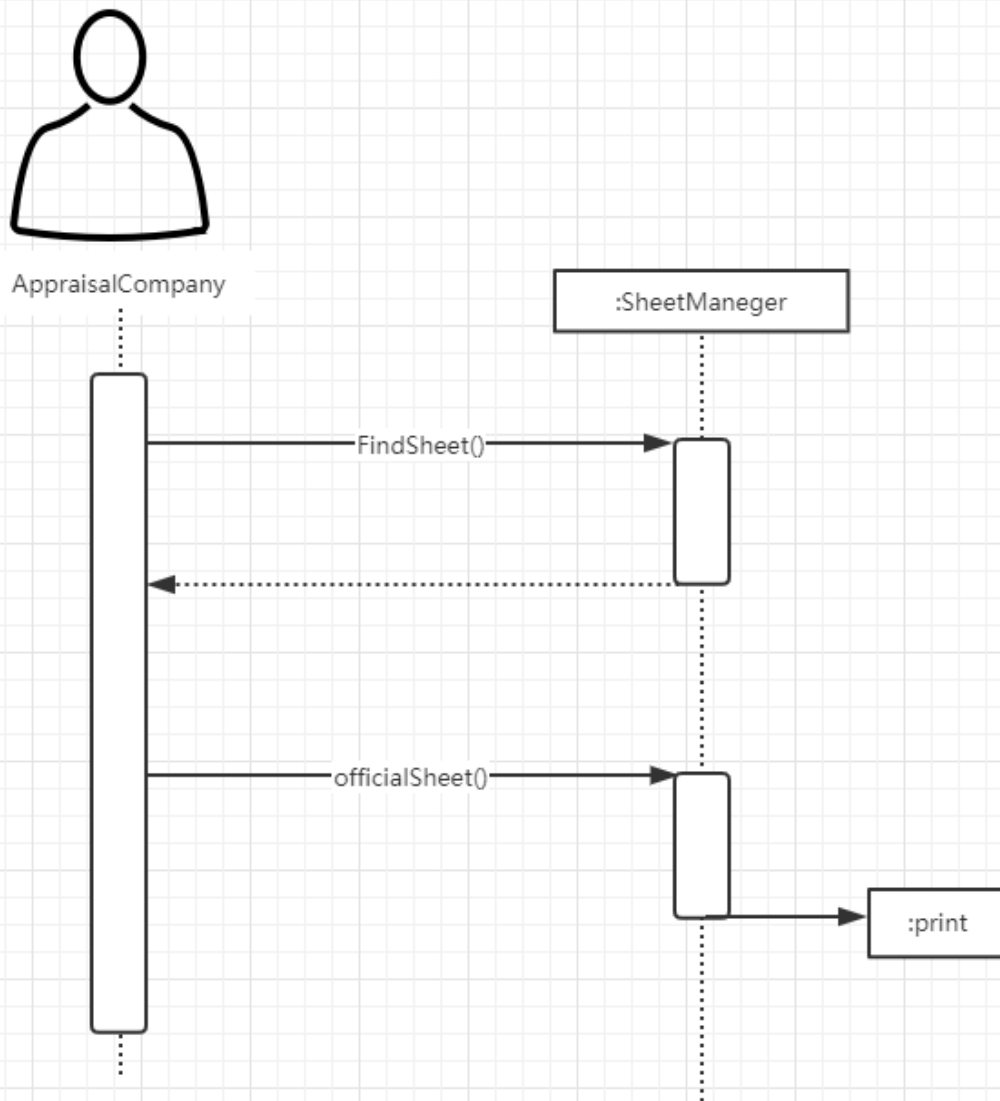 AppraisalCompany
:SheetManeger
FindSheet()
officialSheet()
:print